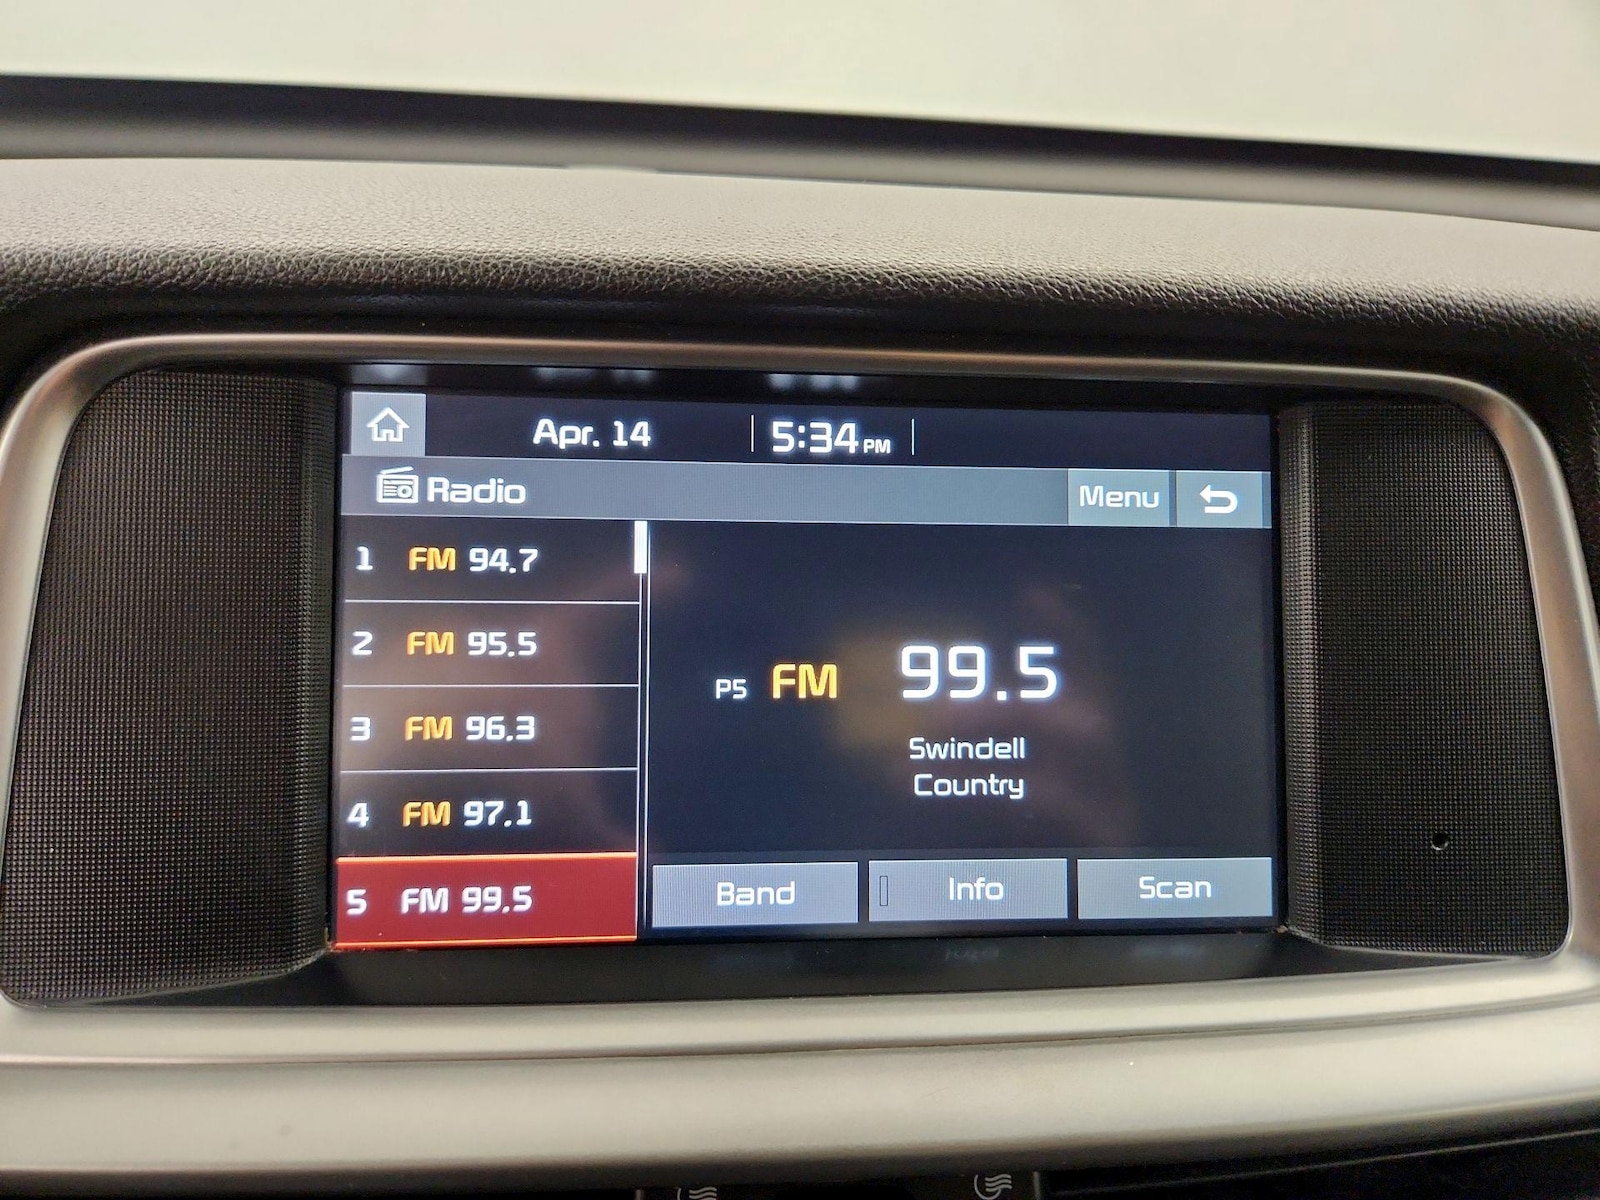 Apr. 14 5:34 PM
Radio Menu
1 FM 94.7
2 FM 95.5
3 FM 96.3
4 FM 97.1
5 FM 99.5
P5 FM 99.5
Swindell
Country
Band Info Scan